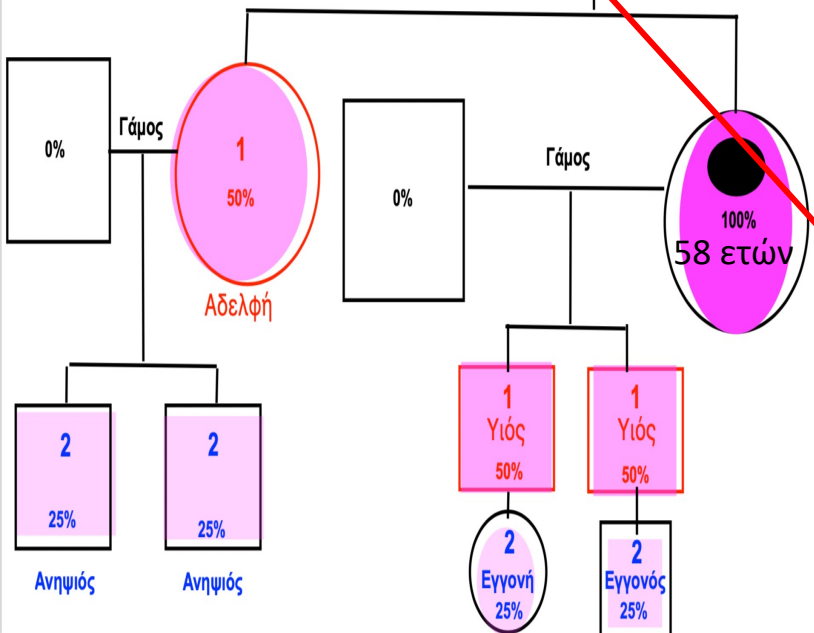 0%
Γάμος
1
50%
Αδελφή
0%
Γάμος
100%
58 ετών
2
25%
Ανηψιός
2
25%
Ανηψιός
1
Υιός
50%
1
Υιός
50%
2
Εγγονή
25%
2
Εγγονός
25%